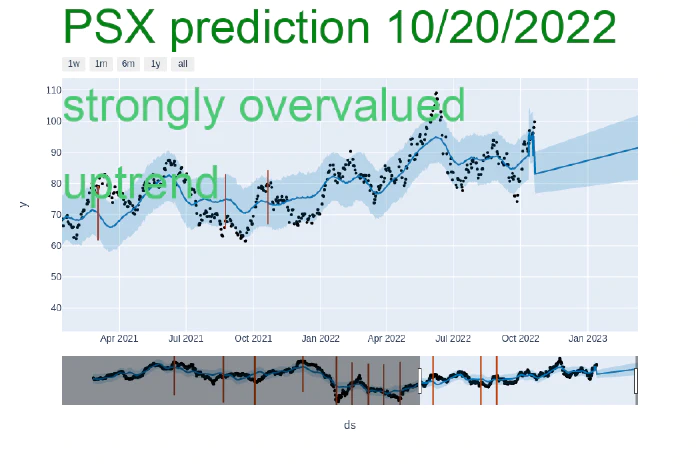 PSX prediction 10/20/2022
1w 1m 6m 1y all
strongly overvalued
uptrend
110
100
90
80
70
60
50
40
y
Apr 2021 Jul 2021 Oct 2021 Jan 2022 Apr 2022 Jul 2022 Oct 2022 Jan 2023
ds